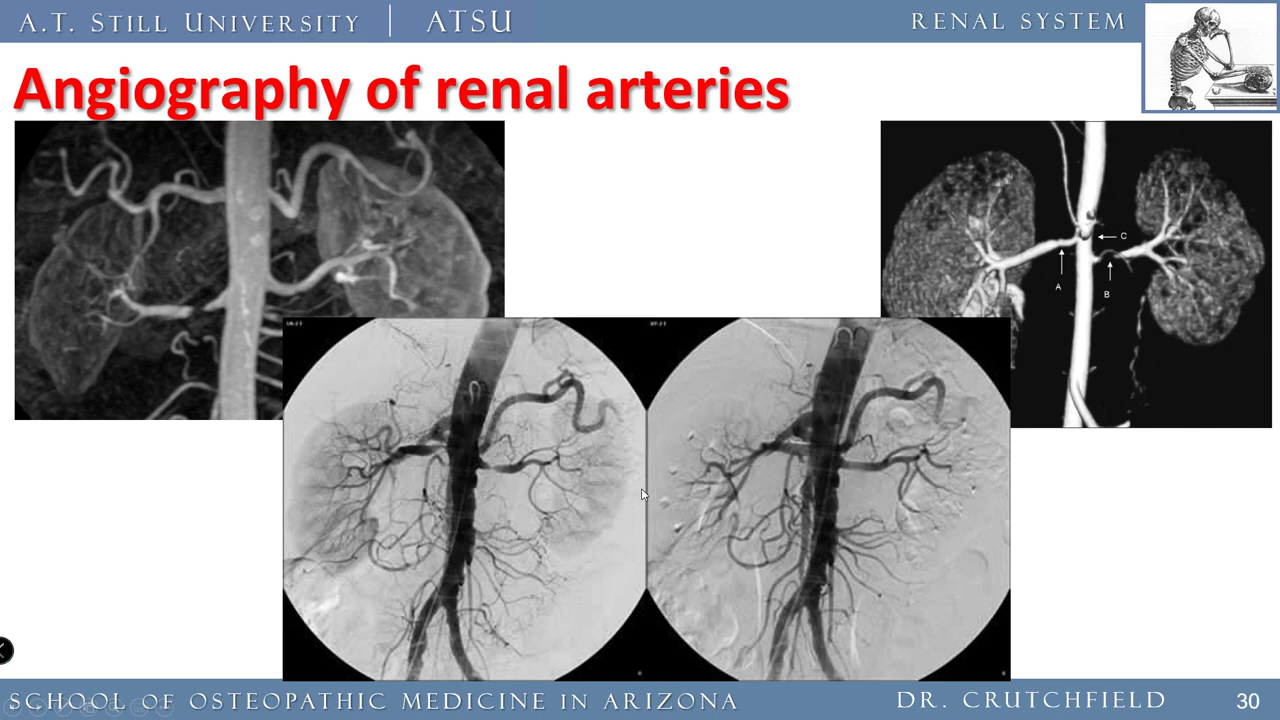 A.T. STILL UNIVERSITY | ATSU
RENAL SYSTEM
Angiography of renal arteries
C
A
B
SCHOOL OF OSTEOPATHIC MEDICINE IN ARIZONA
DR. CRUTCHFIELD
30